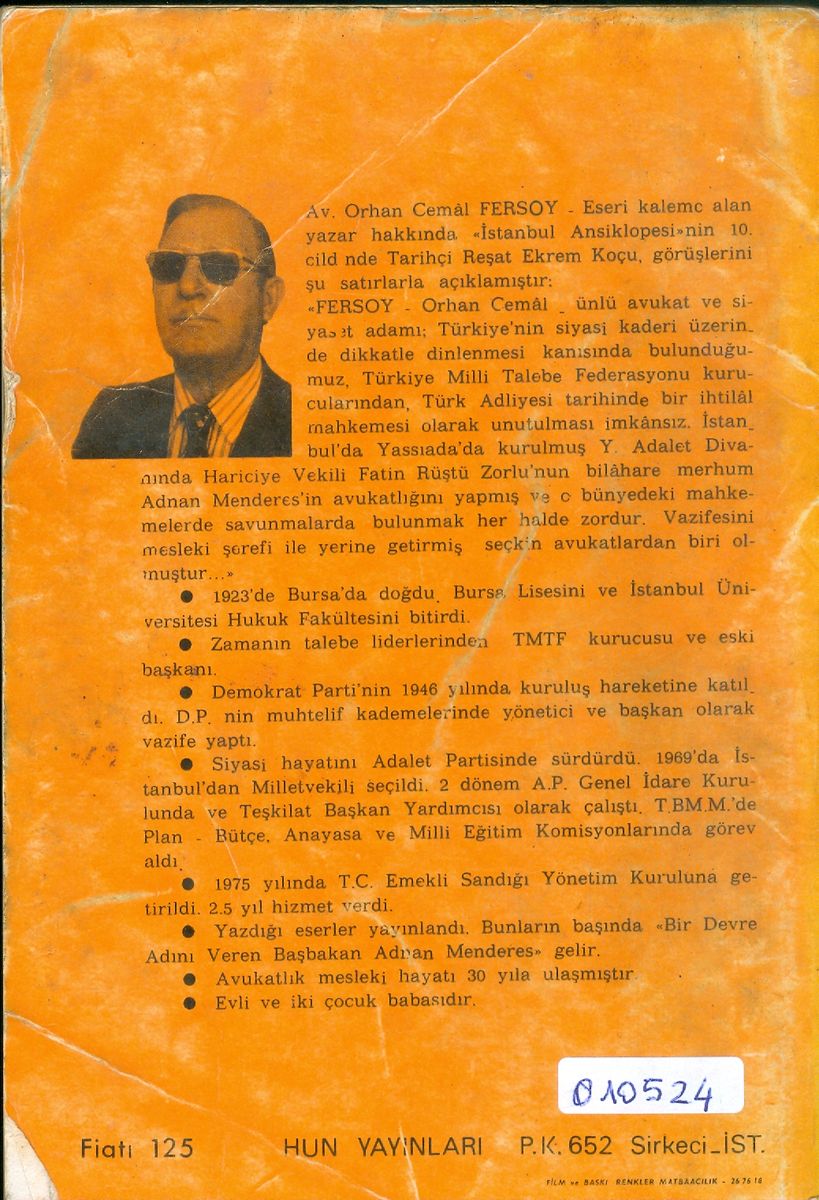 Av. Orhan Cemâl FERSOY - Eseri kaleme alan
yazar hakkında «İstanbul Ansiklopesi»nin 10.
cild nde Tarihçi Reşat Ekrem Koçu, görüşlerini
şu satırlarla açıklamıştır:
«FERSOY - Orhan Cemâl _ ünlü avukat ve si-
yaset adamı; Türkiye'nin siyasi kaderi üzerin_
de dikkatle dinlenmesi kanısında bulunduğu-
muz, Türkiye Milli Talebe Federasyonu kuru-
cularından, Türk Adliyesi tarihinde bir ihtilâl
mahkemesi olarak unutulması imkânsız. İstan_
bul'da Yassıada'da kurulmuş Y. Adalet Diva-
nında Hariciye Vekili Fatin Rüştü Zorlu'nun bilâhare merhum
Adnan Menderes'in avukatlığını yapmış ve o bünyedeki mahke-
melerde savunmalarda bulunmak her halde zordur. Vazifesini
mesleki şerefi ile yerine getirmiş seçkin avukatlardan biri ol-
muştur...»
● 1923'de Bursa'da doğdu. Bursa Lisesini ve İstanbul Üni-
versitesi Hukuk Fakültesini bitirdi.
● Zamanın talebe liderlerinden TMTF kurucusu ve eski
başkanı.
● Demokrat Parti'nin 1946 yılında kuruluş hareketine katıl_
dı. D.P. nin muhtelif kademelerinde yönetici ve başkan olarak
vazife yaptı.
● Siyasi hayatını Adalet Partisinde sürdürdü. 1969'da İs-
tanbul'dan Milletvekili seçildi. 2 dönem A.P. Genel İdare Kuru-
lunda ve Teşkilat Başkan Yardımcısı olarak çalıştı. T.BM.M.'de
Plan - Bütçe, Anayasa ve Milli Eğitim Komisyonlarında görev
aldı.
● 1975 yılında T.C. Emekli Sandığı Yönetim Kuruluna ge-
tirildi. 2.5 yıl hizmet verdi.
● Yazdığı eserler yayınlandı. Bunların başında «Bir Devre
Adını Veren Başbakan Adnan Menderes» gelir.
● Avukatlık mesleki hayatı 30 yıla ulaşmıştır.
● Evli ve iki çocuk babasıdır.
010524
Fiatı 125 HUN YAYINLARI P.K. 652 Sirkeci_İST.
FİLM ve BASKI RENKLER MATBAACILIK - 26 76 18